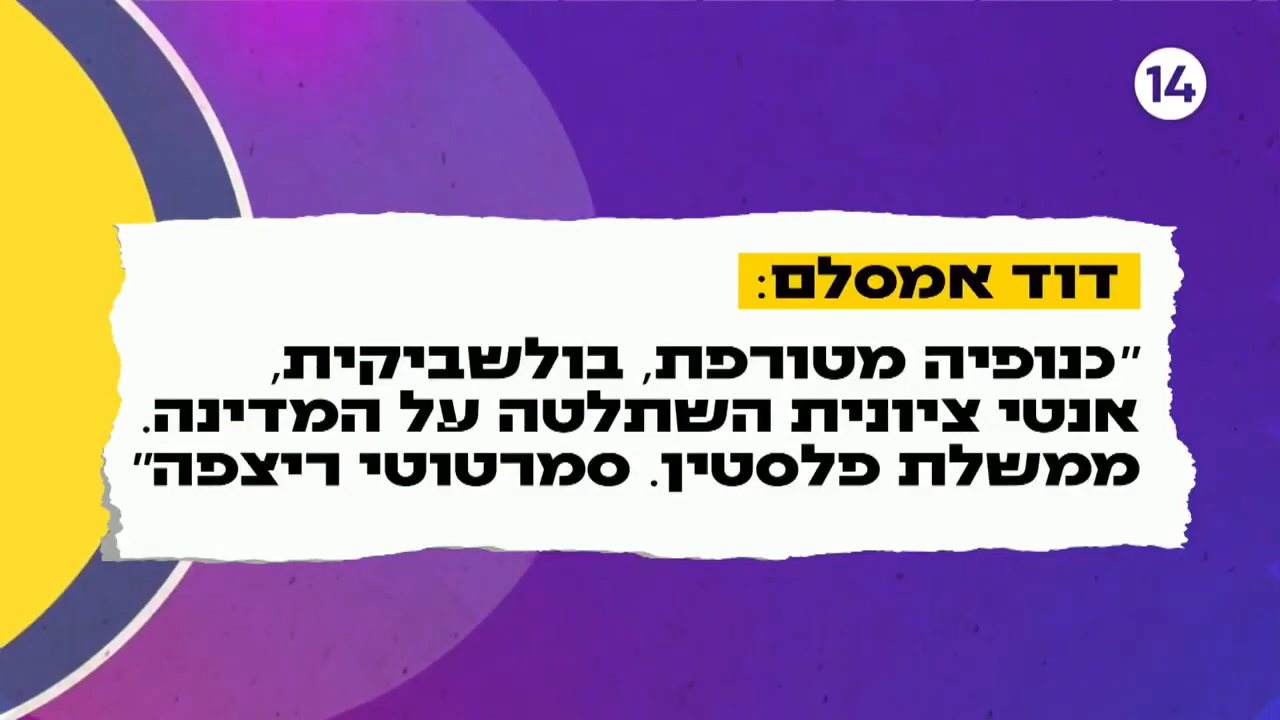 14
דוד אמסלם:
"כנופיה מטורפת, בולשביקית,
אנטי ציונית השתלטה על המדינה.
ממשלת פלסטין. סמרטוטי ריצפה"